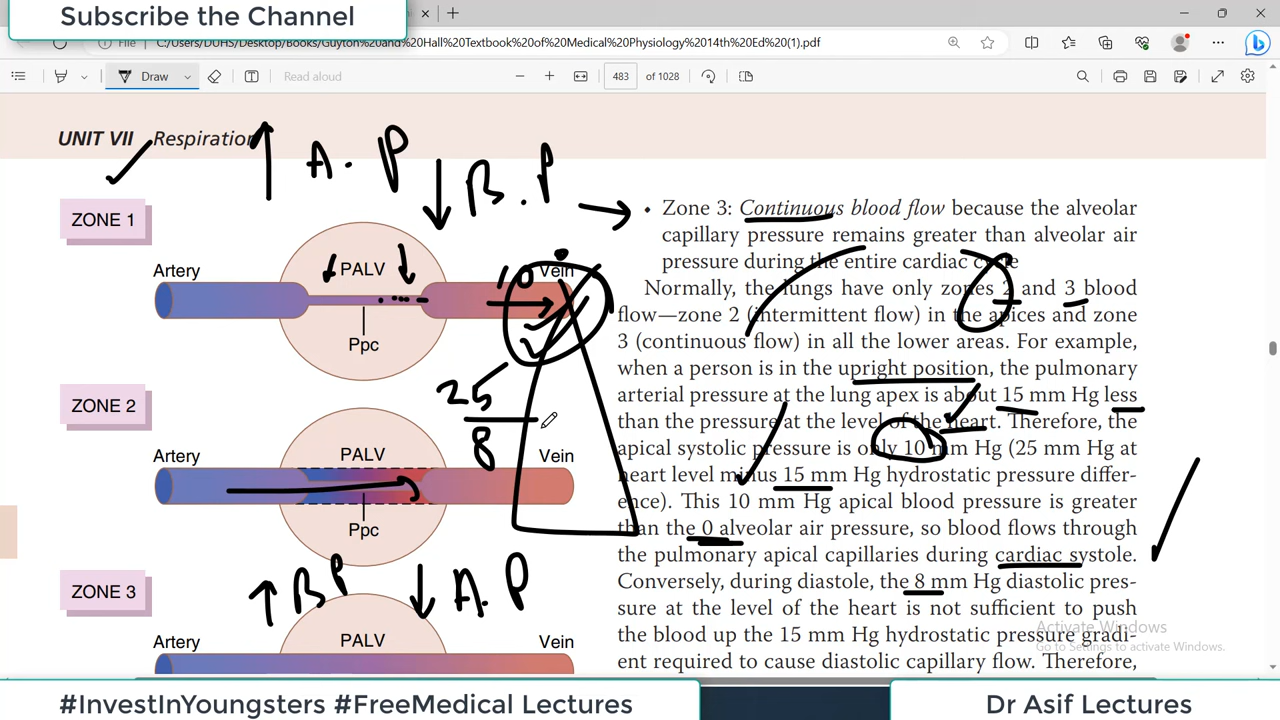 Subscribe the Channel
File
C:/Users/DUHS/Desktop/Books/Guyton%20and%20Hall%20Textbook%20of%20Medical%20Physiology%2014th%20Ed%20(1).pdf
Draw
Read aloud
483 of 1028
UNIT VII Respiration
A. P
B. P
ZONE 1
Artery
PALV
10
Vein
Ppc
25
8
ZONE 2
Artery
PALV
Vein
Ppc
B P
A. P
ZONE 3
Artery
PALV
Vein
• Zone 3: Continuous blood flow because the alveolar
capillary pressure remains greater than alveolar air
pressure during the entire cardiac cycle
Normally, the lungs have only zones 2 and 3 blood
flow—zone 2 (intermittent flow) in the apices and zone
3 (continuous flow) in all the lower areas. For example,
when a person is in the upright position, the pulmonary
arterial pressure at the lung apex is about 15 mm Hg less
than the pressure at the level of the heart. Therefore, the
apical systolic pressure is only 10 mm Hg (25 mm Hg at
heart level minus 15 mm Hg hydrostatic pressure differ-
ence). This 10 mm Hg apical blood pressure is greater
than the 0 alveolar air pressure, so blood flows through
the pulmonary apical capillaries during cardiac systole.
Conversely, during diastole, the 8 mm Hg diastolic pres-
sure at the level of the heart is not sufficient to push
the blood up the 15 mm Hg hydrostatic pressure gradi-
ent required to cause diastolic capillary flow. Therefore,
Activate Windows
Go to Settings to activate Windows.
#InvestInYoungsters #FreeMedical Lectures
Dr Asif Lectures